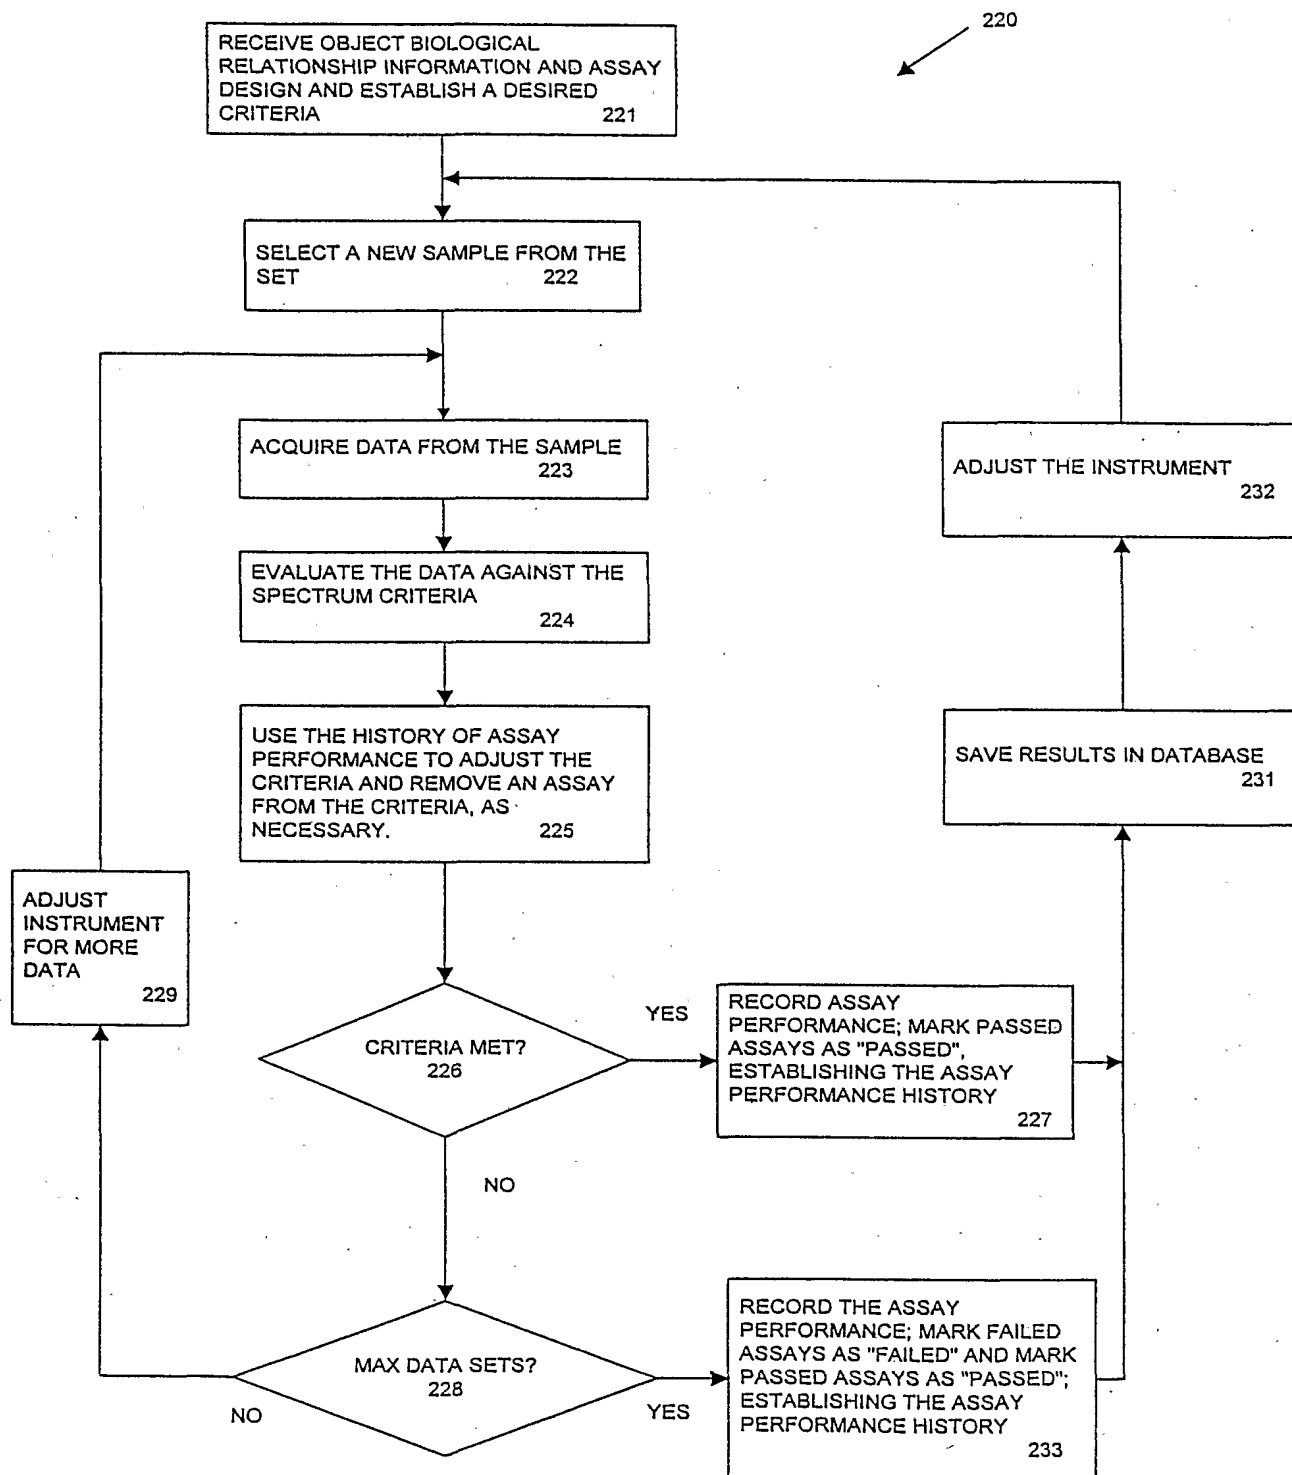 220
RECEIVE OBJECT BIOLOGICAL
RELATIONSHIP INFORMATION AND ASSAY
DESIGN AND ESTABLISH A DESIRED
CRITERIA 221
SELECT A NEW SAMPLE FROM THE
SET 222
ACQUIRE DATA FROM THE SAMPLE
223
ADJUST THE INSTRUMENT
232
EVALUATE THE DATA AGAINST THE
SPECTRUM CRITERIA
224
USE THE HISTORY OF ASSAY
PERFORMANCE TO ADJUST THE
CRITERIA AND REMOVE AN ASSAY
FROM THE CRITERIA, AS
NECESSARY. 225
SAVE RESULTS IN DATABASE
231
ADJUST
INSTRUMENT
FOR MORE
DATA
229
CRITERIA MET?
226
YES
RECORD ASSAY
PERFORMANCE; MARK PASSED
ASSAYS AS "PASSED",
ESTABLISHING THE ASSAY
PERFORMANCE HISTORY
227
NO
MAX DATA SETS?
228
NO
YES
RECORD THE ASSAY
PERFORMANCE; MARK FAILED
ASSAYS AS "FAILED" AND MARK
PASSED ASSAYS AS "PASSED";
ESTABLISHING THE ASSAY
PERFORMANCE HISTORY
233